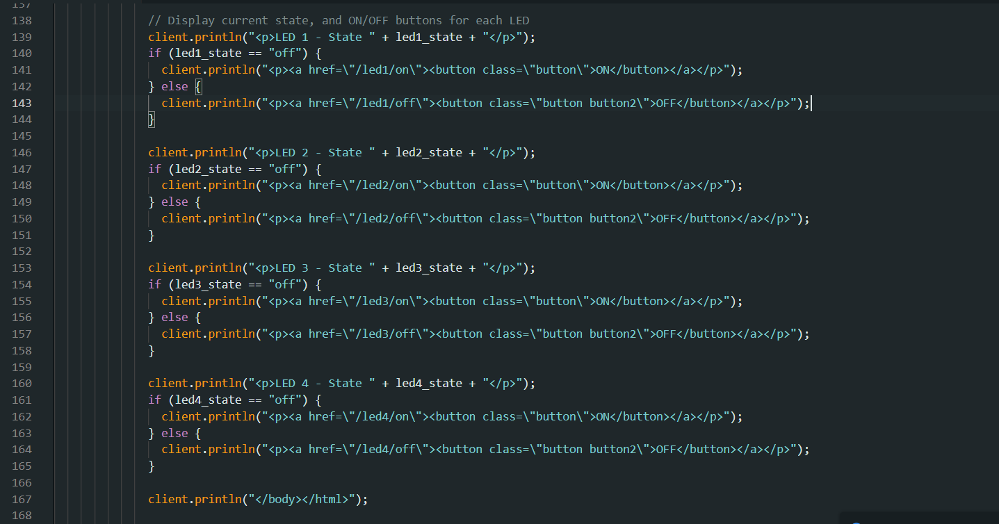 137
138 // Display current state, and ON/OFF buttons for each LED
139 client.println("<p>LED 1 - State " + led1_state + "</p>");
140 if (led1_state == "off") {
141 client.println("<p><a href=\"/led1/on\"><button class=\"button\">ON</button></a></p>");
142 } else {
143 client.println("<p><a href=\"/led1/off\"><button class=\"button button2\">OFF</button></a></p>");
144 }
145
146 client.println("<p>LED 2 - State " + led2_state + "</p>");
147 if (led2_state == "off") {
148 client.println("<p><a href=\"/led2/on\"><button class=\"button\">ON</button></a></p>");
149 } else {
150 client.println("<p><a href=\"/led2/off\"><button class=\"button button2\">OFF</button></a></p>");
151 }
152
153 client.println("<p>LED 3 - State " + led3_state + "</p>");
154 if (led3_state == "off") {
155 client.println("<p><a href=\"/led3/on\"><button class=\"button\">ON</button></a></p>");
156 } else {
157 client.println("<p><a href=\"/led3/off\"><button class=\"button button2\">OFF</button></a></p>");
158 }
159
160 client.println("<p>LED 4 - State " + led4_state + "</p>");
161 if (led4_state == "off") {
162 client.println("<p><a href=\"/led4/on\"><button class=\"button\">ON</button></a></p>");
163 } else {
164 client.println("<p><a href=\"/led4/off\"><button class=\"button button2\">OFF</button></a></p>");
165 }
166
167 client.println("</body></html>");
168